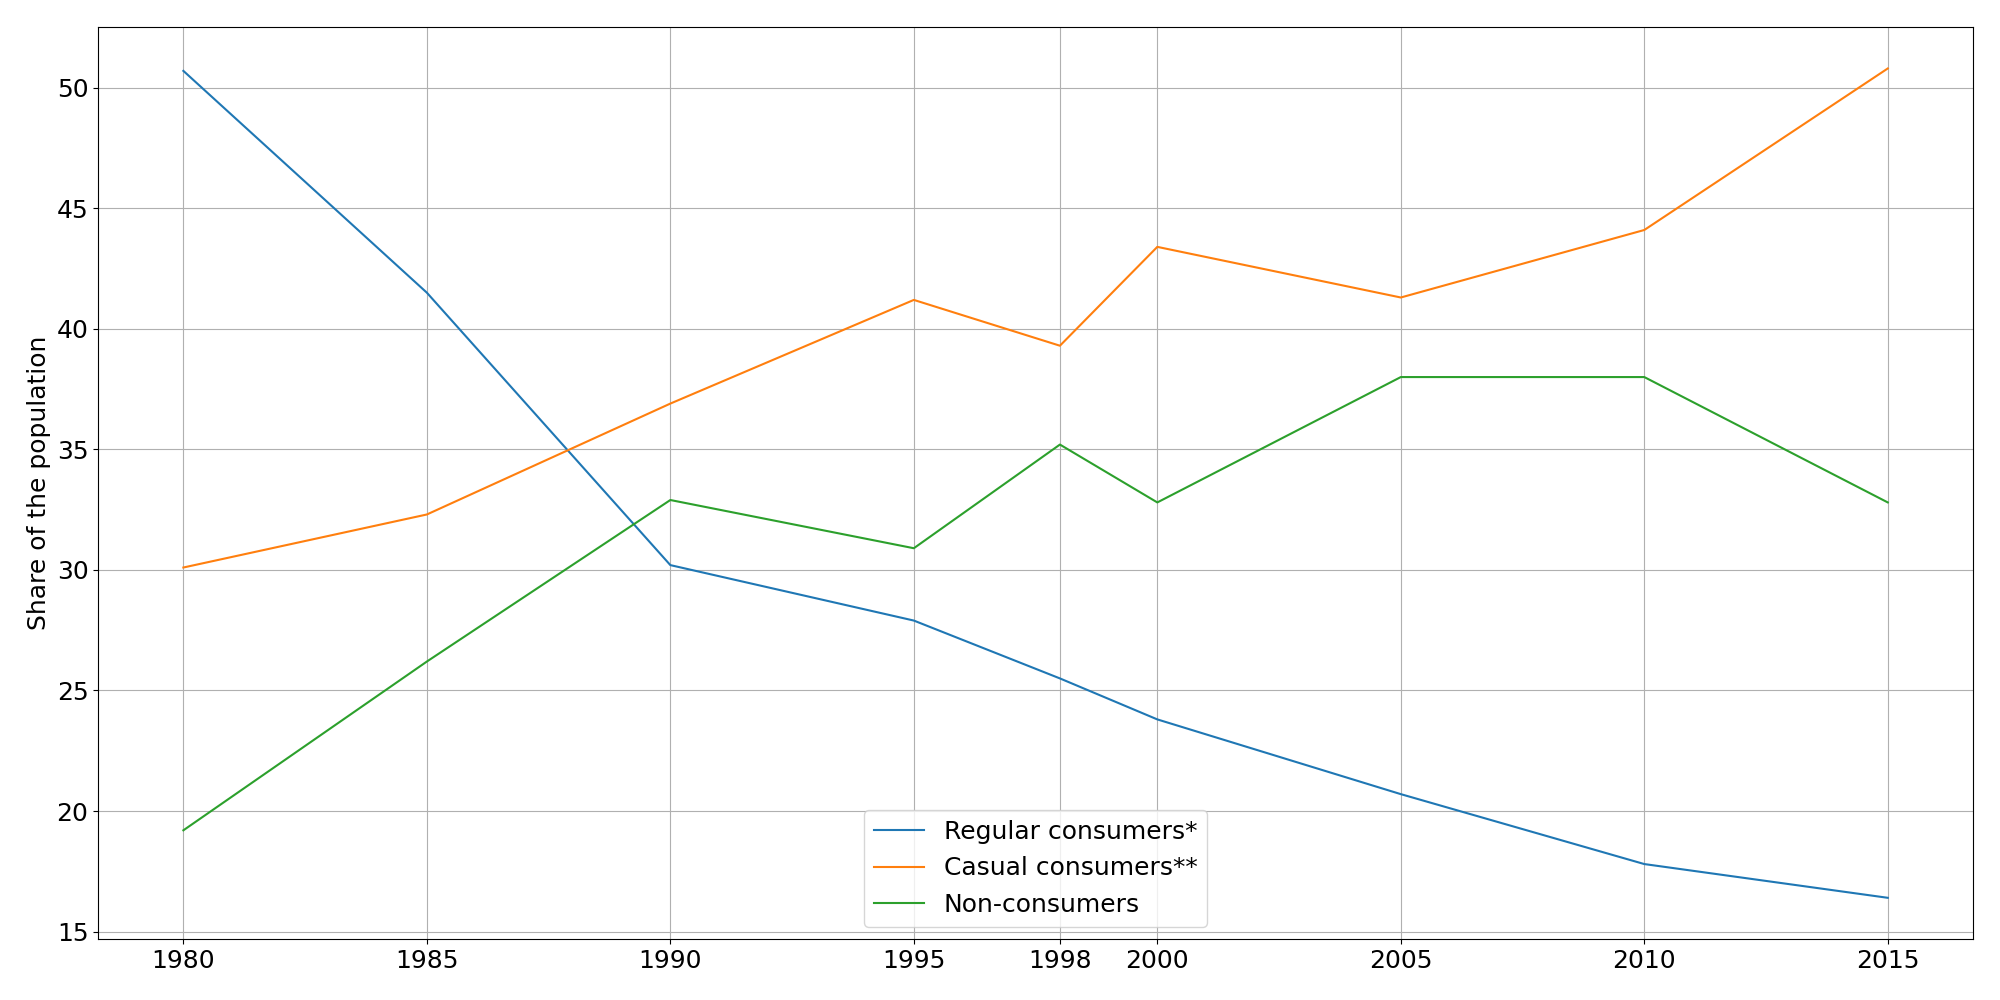 Share of the population
50
45
40
35
30
25
20
15
1980 1985 1990 1995 1998 2000 2005 2010 2015
Regular consumers*
Casual consumers**
Non-consumers